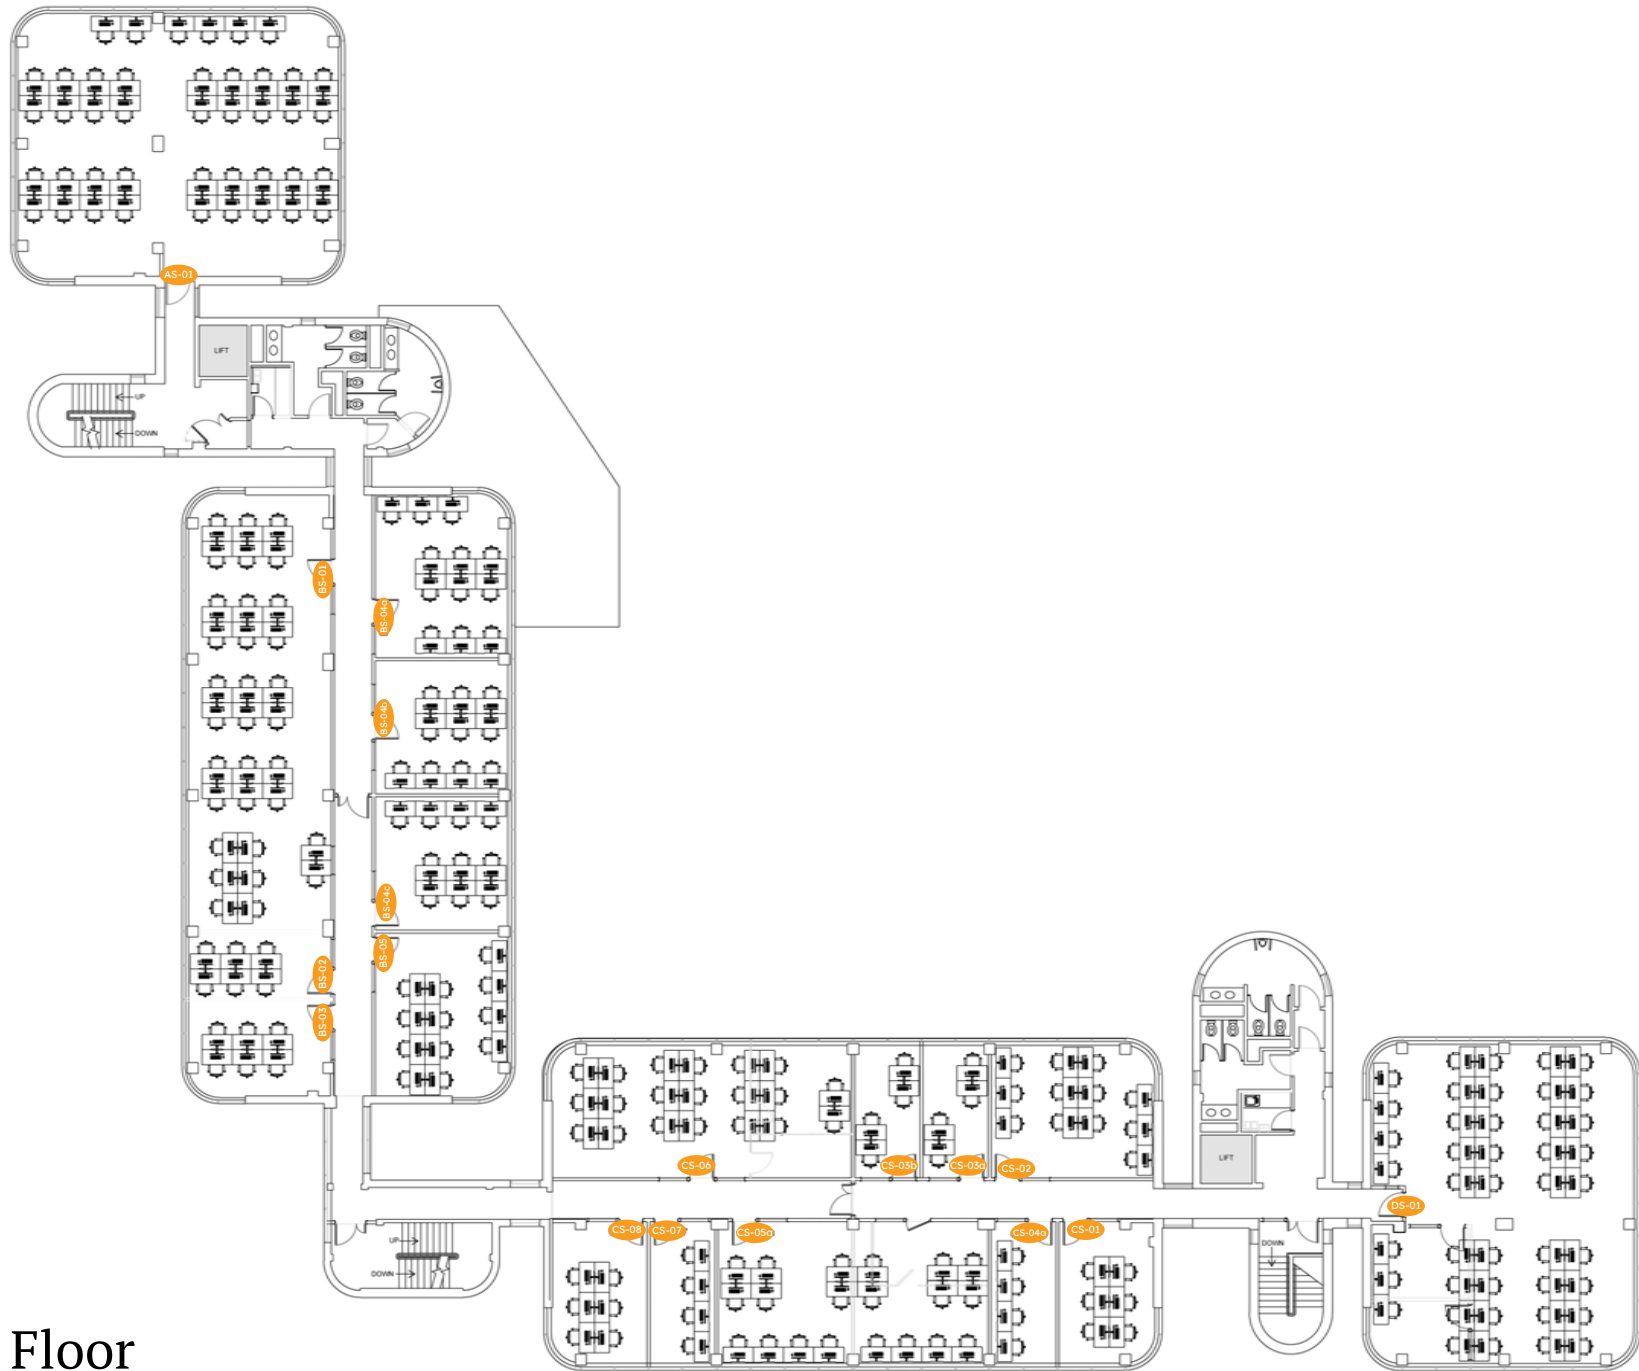 AS-01
LIFT
UP
DOWN
BS-01
BS-04a
BS-04b
BS-04c
BS-05
BS-02
BS-03
CS-06
CS-03b
CS-03a
CS-02
LIFT
DS-01
CS-08
CS-07
CS-05a
CS-04a
CS-01
UP
DOWN
DOWN
Floor